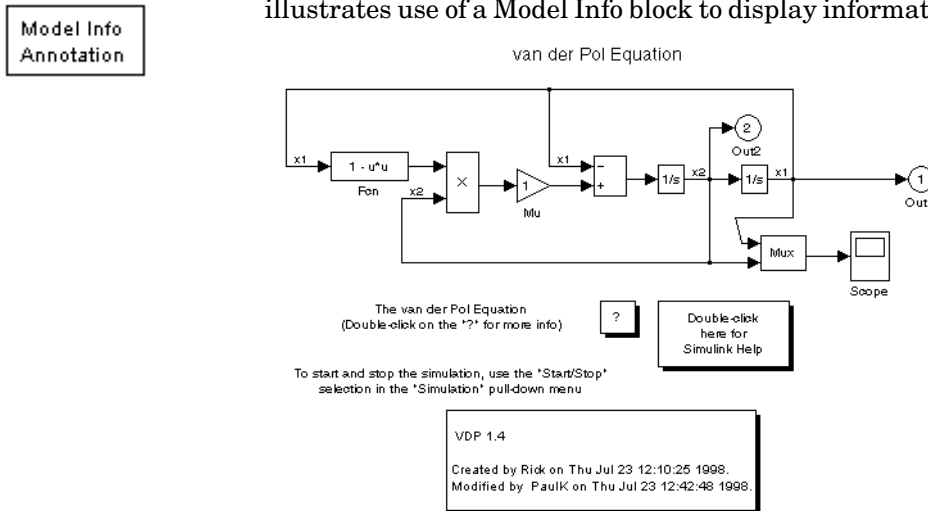 illustrates use of a Model Info block to display informat
Model Info
Annotation
van der Pol Equation
x1
1 - u*u
Fcn
x2
×
1
Mu
x1
−
+
1/s
x2
2
Out2
1/s
x1
1
Out
Mux
Scope
The van der Pol Equation
(Double-click on the "?" for more info)
?
Double-click
here for
Simulink Help
To start and stop the simulation, use the "Start/Stop"
selection in the "Simulation" pull-down menu
VDP 1.4
Created by Rick on Thu Jul 23 12:10:25 1998.
Modified by PaulK on Thu Jul 23 12:42:48 1998.